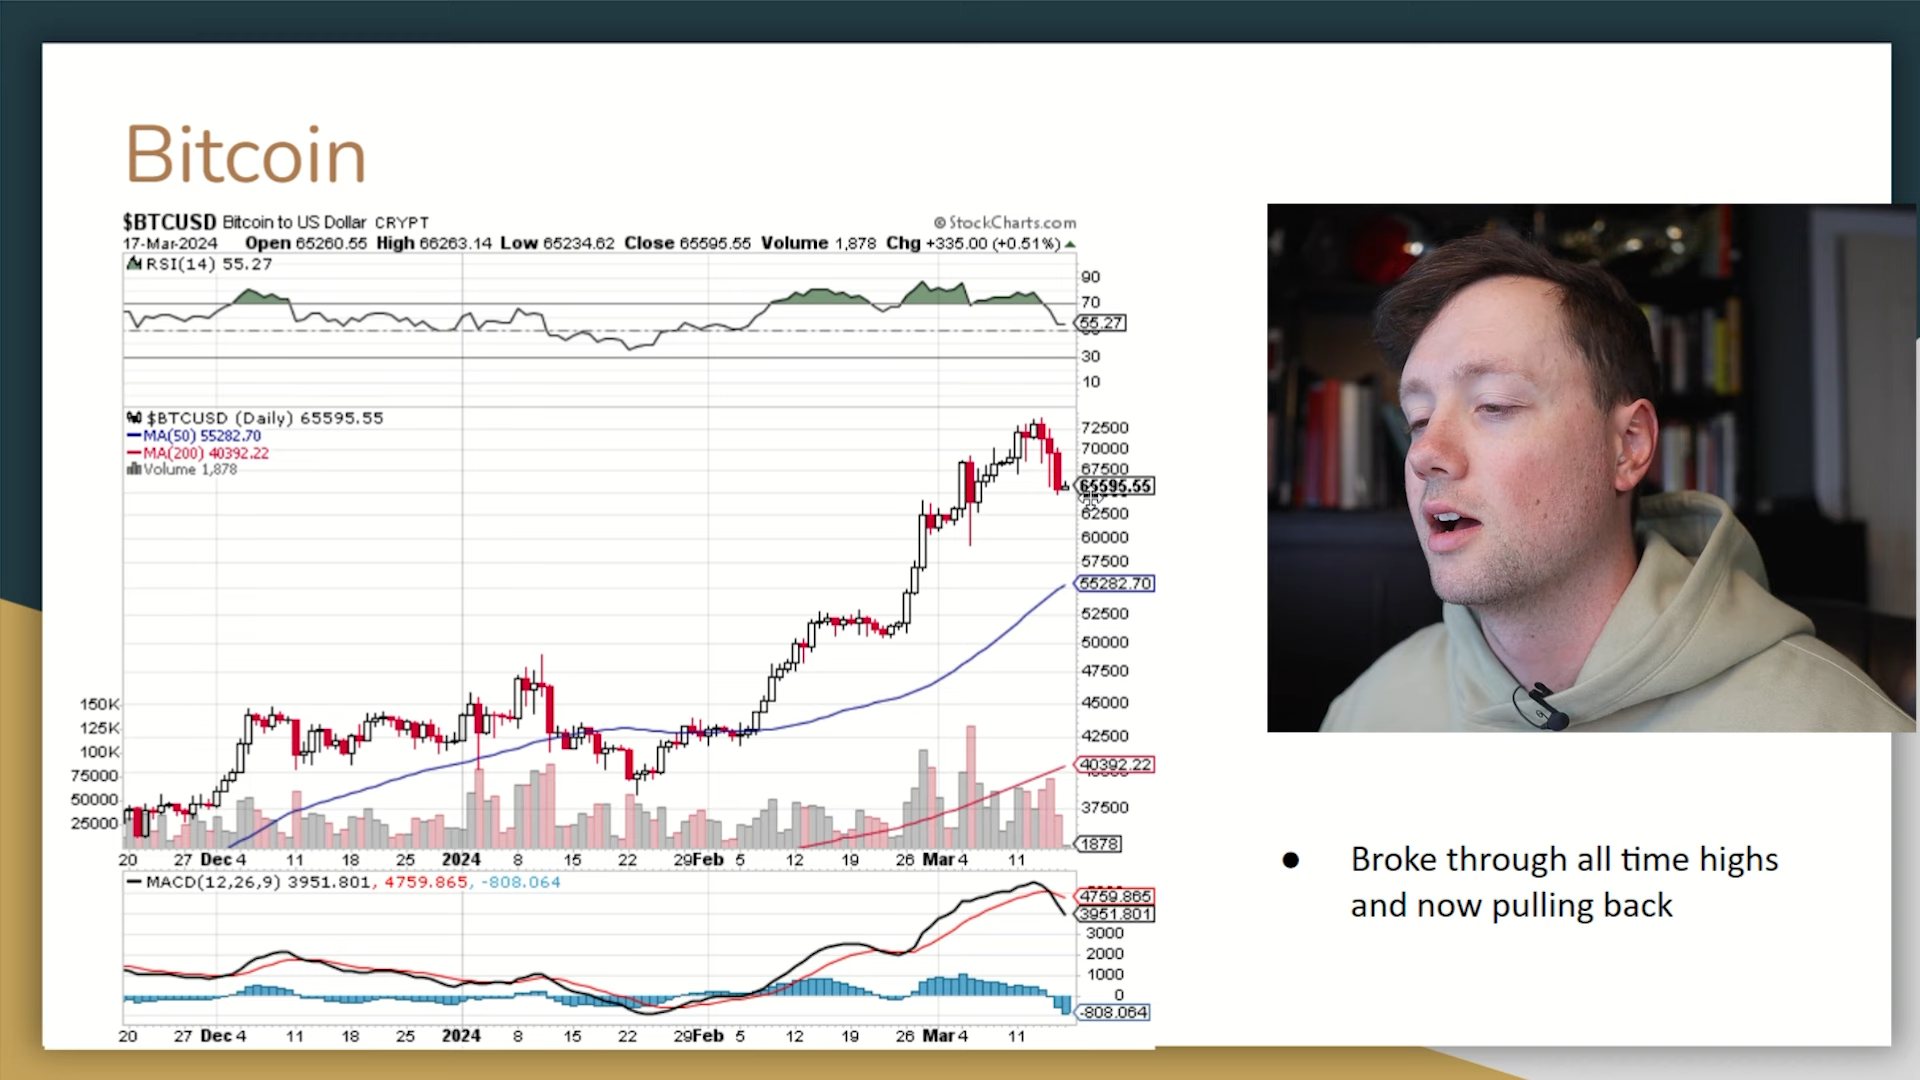 Bitcoin
$BTCUSD Bitcoin to US Dollar CRYPT
© StockCharts.com
17-Mar-2024 Open 65260.55 High 66263.14 Low 65234.62 Close 65595.55 Volume 1,878 Chg +335.00 (+0.51%)
RSI(14) 55.27
90
70
55.27
30
10
$BTCUSD (Daily) 65595.55
MA(50) 55282.70
MA(200) 40392.22
Volume 1,878
72500
70000
67500
65595.55
62500
60000
57500
55282.70
52500
50000
47500
45000
42500
40392.22
37500
1878
150K
125K
100K
75000
50000
25000
20 27 Dec 4 11 18 25 2024 8 15 22 29 Feb 5 12 19 26 Mar 4 11
MACD(12,26,9) 3951.801, 4759.865, -808.064
4759.865
3951.801
3000
2000
1000
0
-808.064
20 27 Dec 4 11 18 25 2024 8 15 22 29 Feb 5 12 19 26 Mar 4 11
● Broke through all time highs
and now pulling back